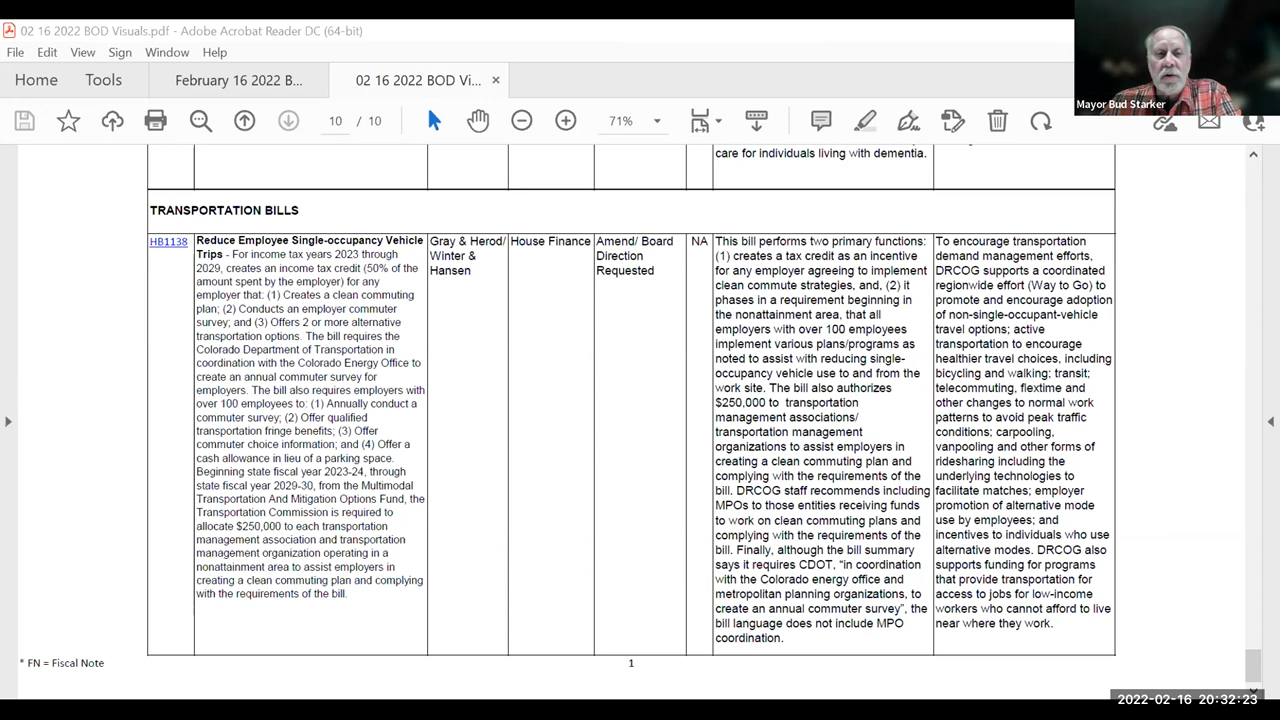 02 16 2022 BOD Visuals.pdf - Adobe Acrobat Reader DC (64-bit)
File Edit View Sign Window Help
Home Tools February 16 2022 B... 02 16 2022 BOD Vi... ×
10 / 10 71%
Mayor Bud Starker
care for individuals living with dementia.
TRANSPORTATION BILLS
HB1138
Reduce Employee Single-occupancy Vehicle
Trips - For income tax years 2023 through
2029, creates an income tax credit (50% of the
amount spent by the employer) for any
employer that: (1) Creates a clean commuting
plan; (2) Conducts an employer commuter
survey; and (3) Offers 2 or more alternative
transportation options. The bill requires the
Colorado Department of Transportation in
coordination with the Colorado Energy Office to
create an annual commuter survey for
employers. The bill also requires employers with
over 100 employees to: (1) Annually conduct a
commuter survey; (2) Offer qualified
transportation fringe benefits; (3) Offer
commuter choice information; and (4) Offer a
cash allowance in lieu of a parking space.
Beginning state fiscal year 2023-24, through
state fiscal year 2029-30, from the Multimodal
Transportation And Mitigation Options Fund, the
Transportation Commission is required to
allocate $250,000 to each transportation
management association and transportation
management organization operating in a
nonattainment area to assist employers in
creating a clean commuting plan and complying
with the requirements of the bill.
Gray & Herod/
Winter &
Hansen
House Finance
Amend/ Board
Direction
Requested
NA
This bill performs two primary functions:
(1) creates a tax credit as an incentive
for any employer agreeing to implement
clean commute strategies, and, (2) it
phases in a requirement beginning in
the nonattainment area, that all
employers with over 100 employees
implement various plans/programs as
noted to assist with reducing single-
occupancy vehicle use to and from the
work site. The bill also authorizes
$250,000 to transportation
management associations/
transportation management
organizations to assist employers in
creating a clean commuting plan and
complying with the requirements of the
bill. DRCOG staff recommends including
MPOs to those entities receiving funds
to work on clean commuting plans and
complying with the requirements of the
bill. Finally, although the bill summary
says it requires CDOT, “in coordination
with the Colorado energy office and
metropolitan planning organizations, to
create an annual commuter survey”, the
bill language does not include MPO
coordination.
To encourage transportation
demand management efforts,
DRCOG supports a coordinated
regionwide effort (Way to Go) to
promote and encourage adoption
of non-single-occupant-vehicle
travel options; active
transportation to encourage
healthier travel choices, including
bicycling and walking; transit;
telecommuting, flextime and
other changes to normal work
patterns to avoid peak traffic
conditions; carpooling,
vanpooling and other forms of
ridesharing including the
underlying technologies to
facilitate matches; employer
promotion of alternative mode
use by employees; and
incentives to individuals who use
alternative modes. DRCOG also
supports funding for programs
that provide transportation for
access to jobs for low-income
workers who cannot afford to live
near where they work.
* FN = Fiscal Note
1
2022-02-16 20:32:23